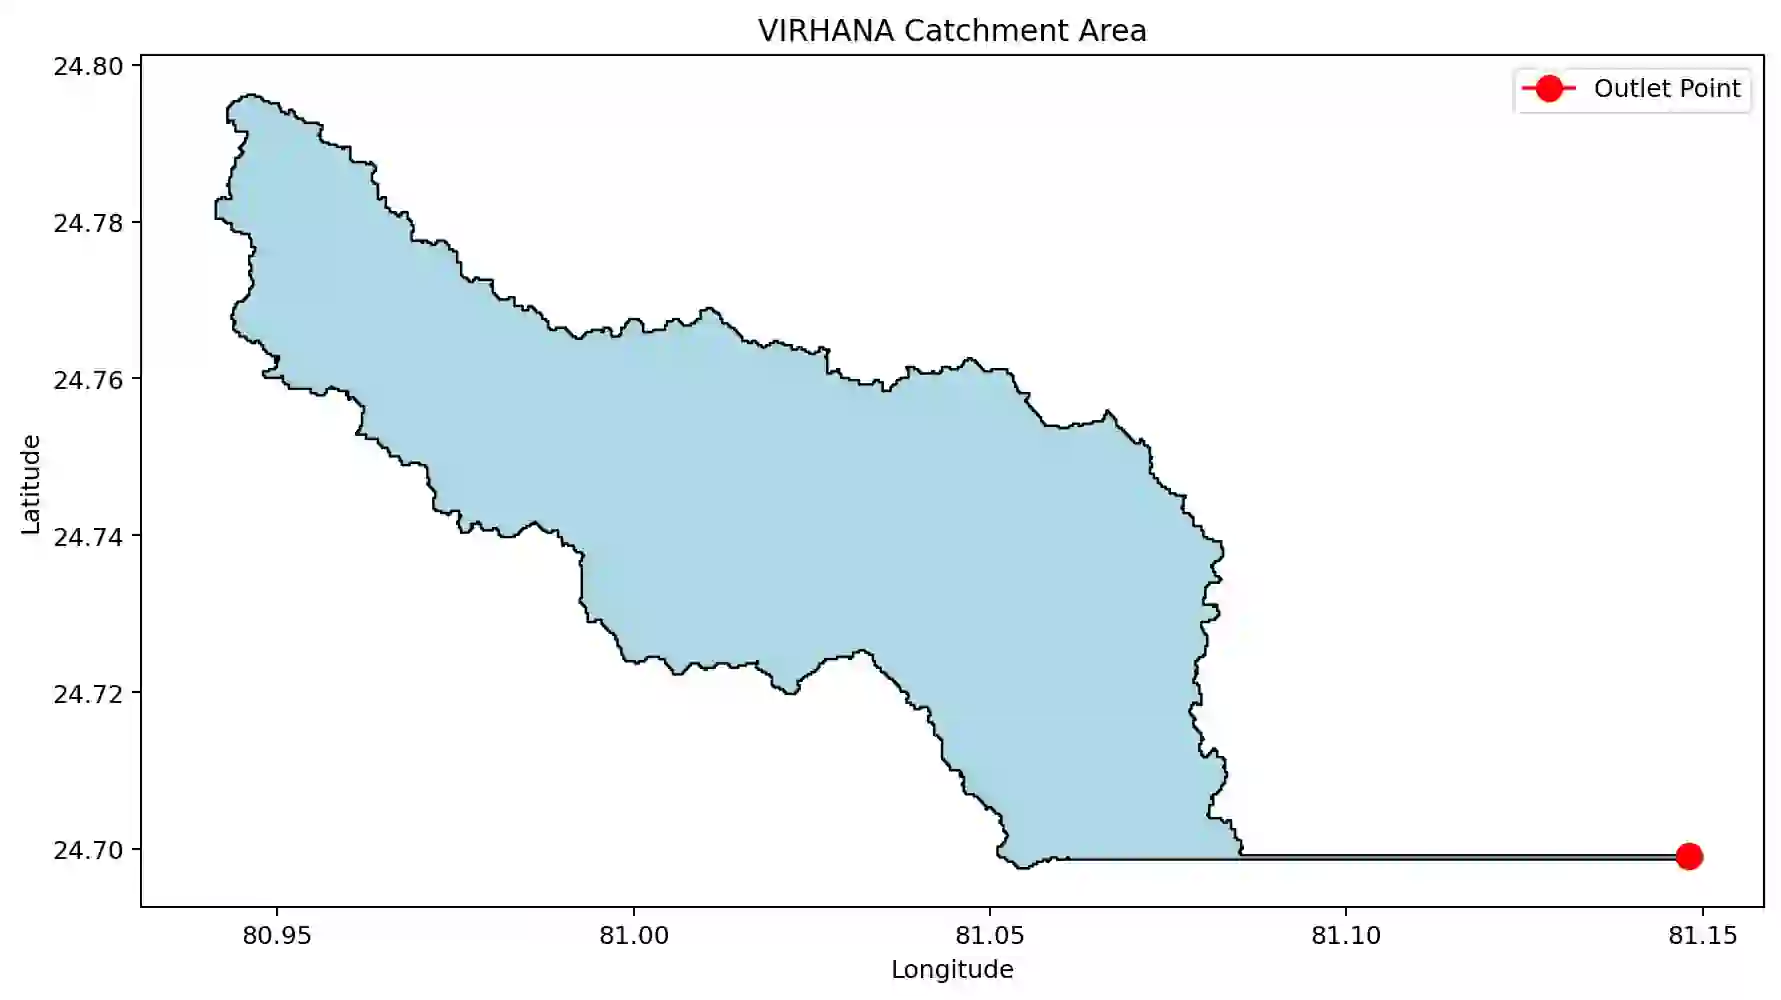 VIRHANA Catchment Area
Outlet Point
24.80
24.78
24.76
24.74
24.72
24.70
Latitude
80.95 81.00 81.05 81.10 81.15
Longitude